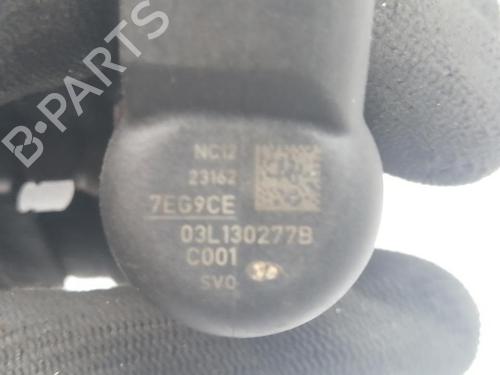 NC12
23162
7EG9CE
03L130277B
C001
SVO
B-PARTS